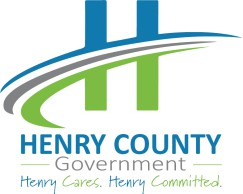 H
HENRY COUNTY
Government
Henry Cares. Henry Committed.